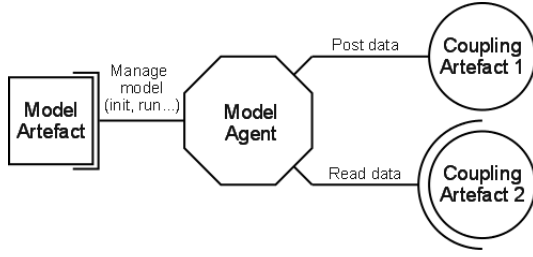 Model
Artefact
Manage
model
(init, run...)
Model
Agent
Post data
Coupling
Artefact 1
Read data
Coupling
Artefact 2